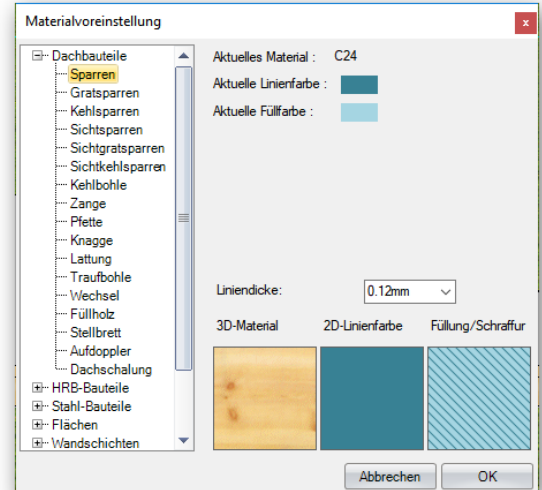 Materialvoreinstellung
x
Dachbauteile
Sparren
Gratsparren
Kehlsparren
Sichtsparren
Sichtgratsparren
Sichtkehlsparren
Kehlbohle
Zange
Pfette
Knagge
Lattung
Traufbohle
Wechsel
Füllholz
Stellbrett
Aufdoppler
Dachschalung
HRB-Bauteile
Stahl-Bauteile
Flächen
Wandschichten
Aktuelles Material : C24
Aktuelle Linienfarbe :
Aktuelle Füllfarbe :
Liniendicke: 0.12mm
3D-Material 2D-Linienfarbe Füllung/Schraffur
Abbrechen OK